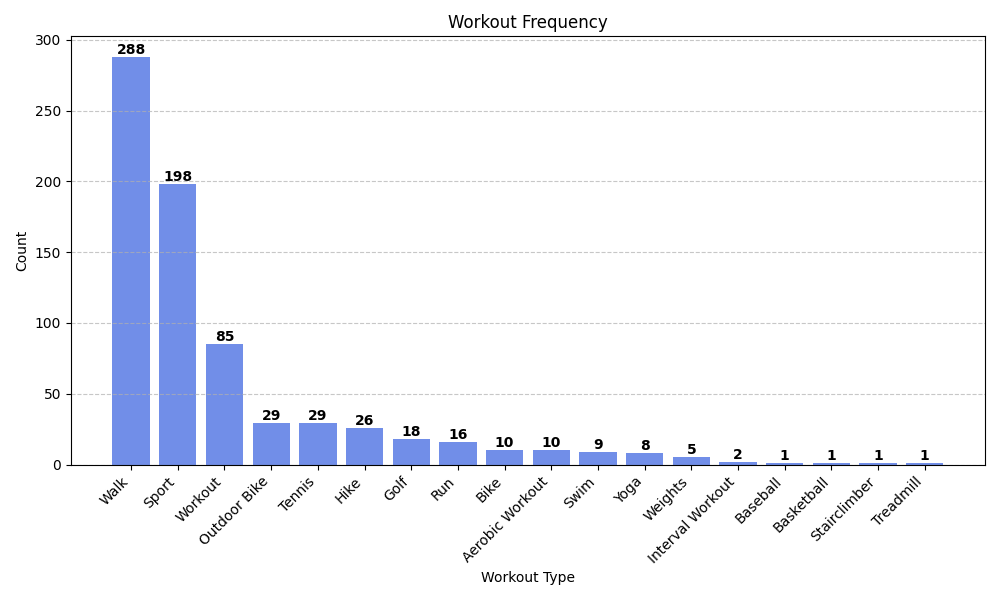 Workout Frequency
300
250
200
150
100
50
0
Count
288
198
85
29
29
26
18
16
10
10
9
8
5
2
1
1
1
1
Walk
Sport
Workout
Outdoor Bike
Tennis
Hike
Golf
Run
Bike
Aerobic Workout
Swim
Yoga
Weights
Interval Workout
Baseball
Basketball
Stairclimber
Treadmill
Workout Type